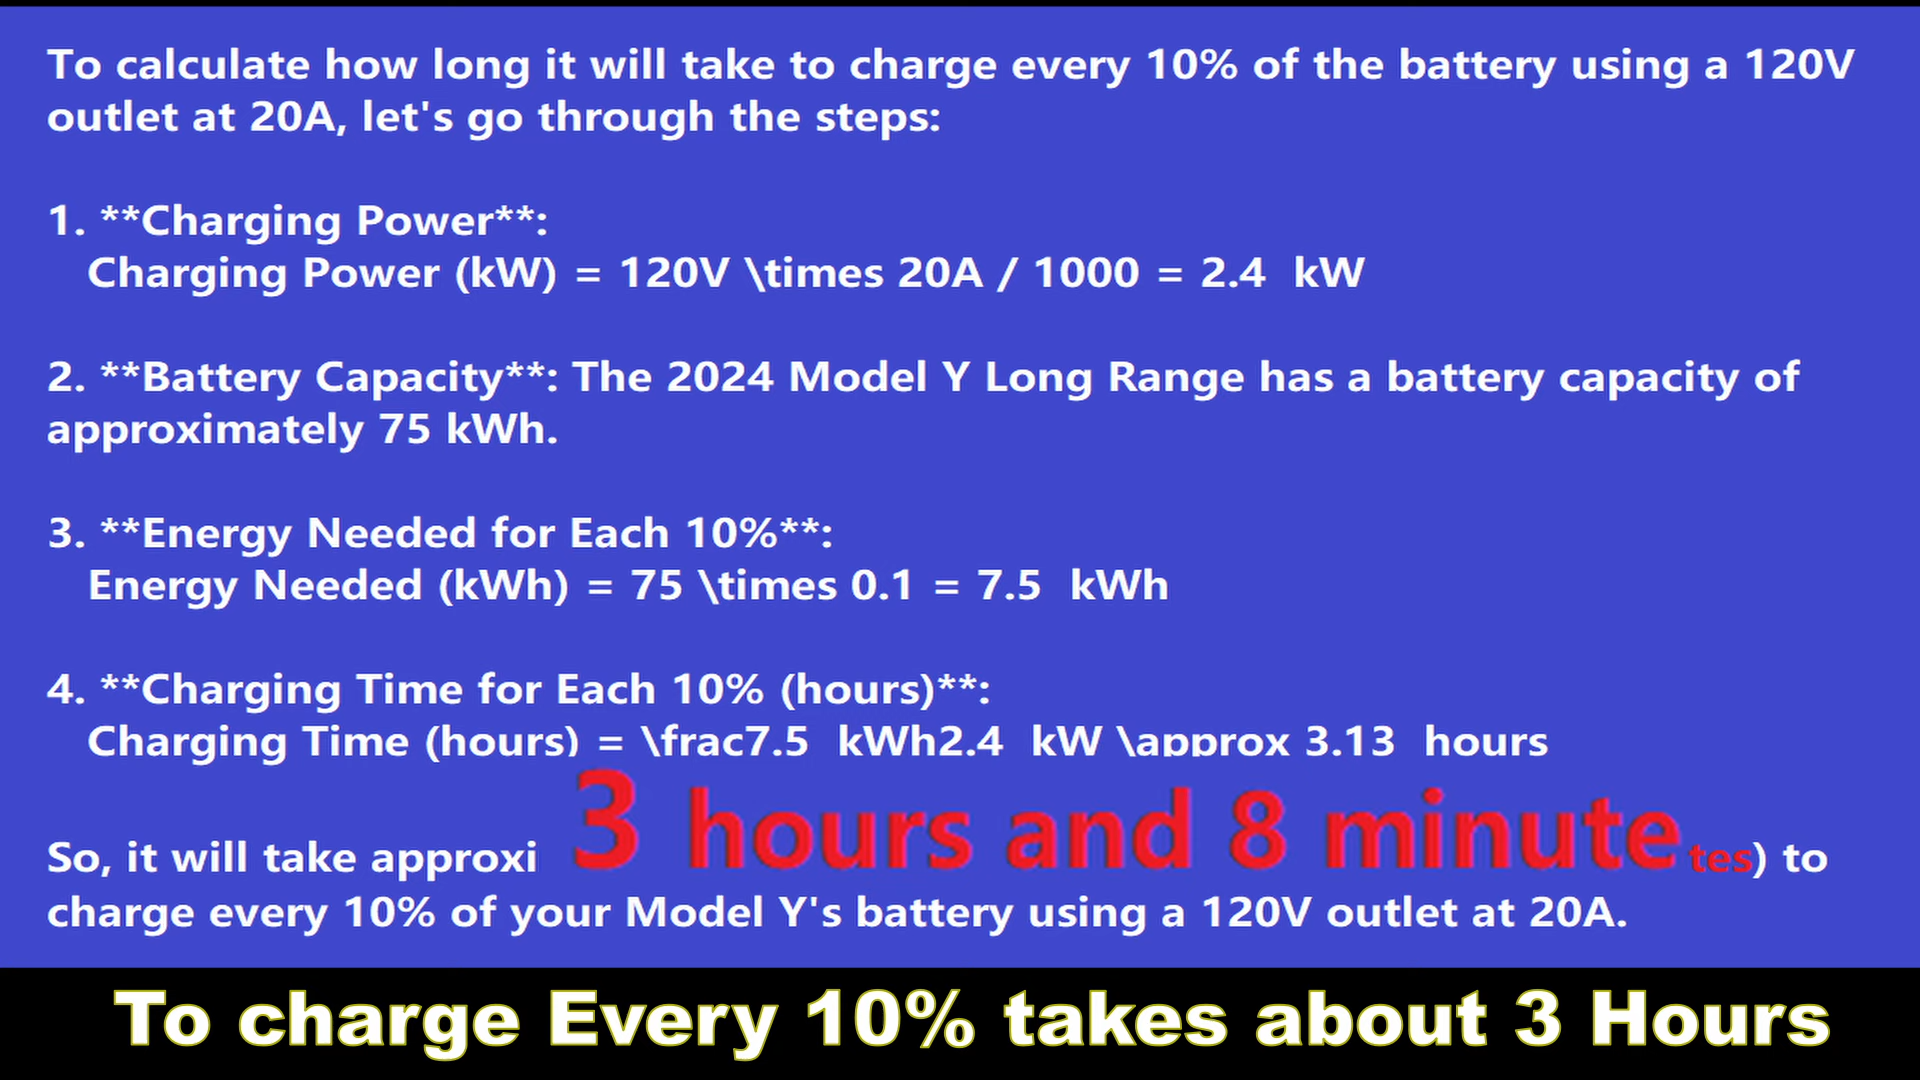 To calculate how long it will take to charge every 10% of the battery using a 120V
outlet at 20A, let's go through the steps:
1. **Charging Power**:
Charging Power (kW) = 120V \times 20A / 1000 = 2.4 kW
2. **Battery Capacity**: The 2024 Model Y Long Range has a battery capacity of
approximately 75 kWh.
3. **Energy Needed for Each 10%**:
Energy Needed (kWh) = 75 \times 0.1 = 7.5 kWh
4. **Charging Time for Each 10% (hours)**:
Charging Time (hours) = \frac7.5 kWh2.4 kW \approx 3.13 hours
So, it will take approxi 3 hours and 8 minute tes) to
charge every 10% of your Model Y's battery using a 120V outlet at 20A.
To charge Every 10% takes about 3 Hours